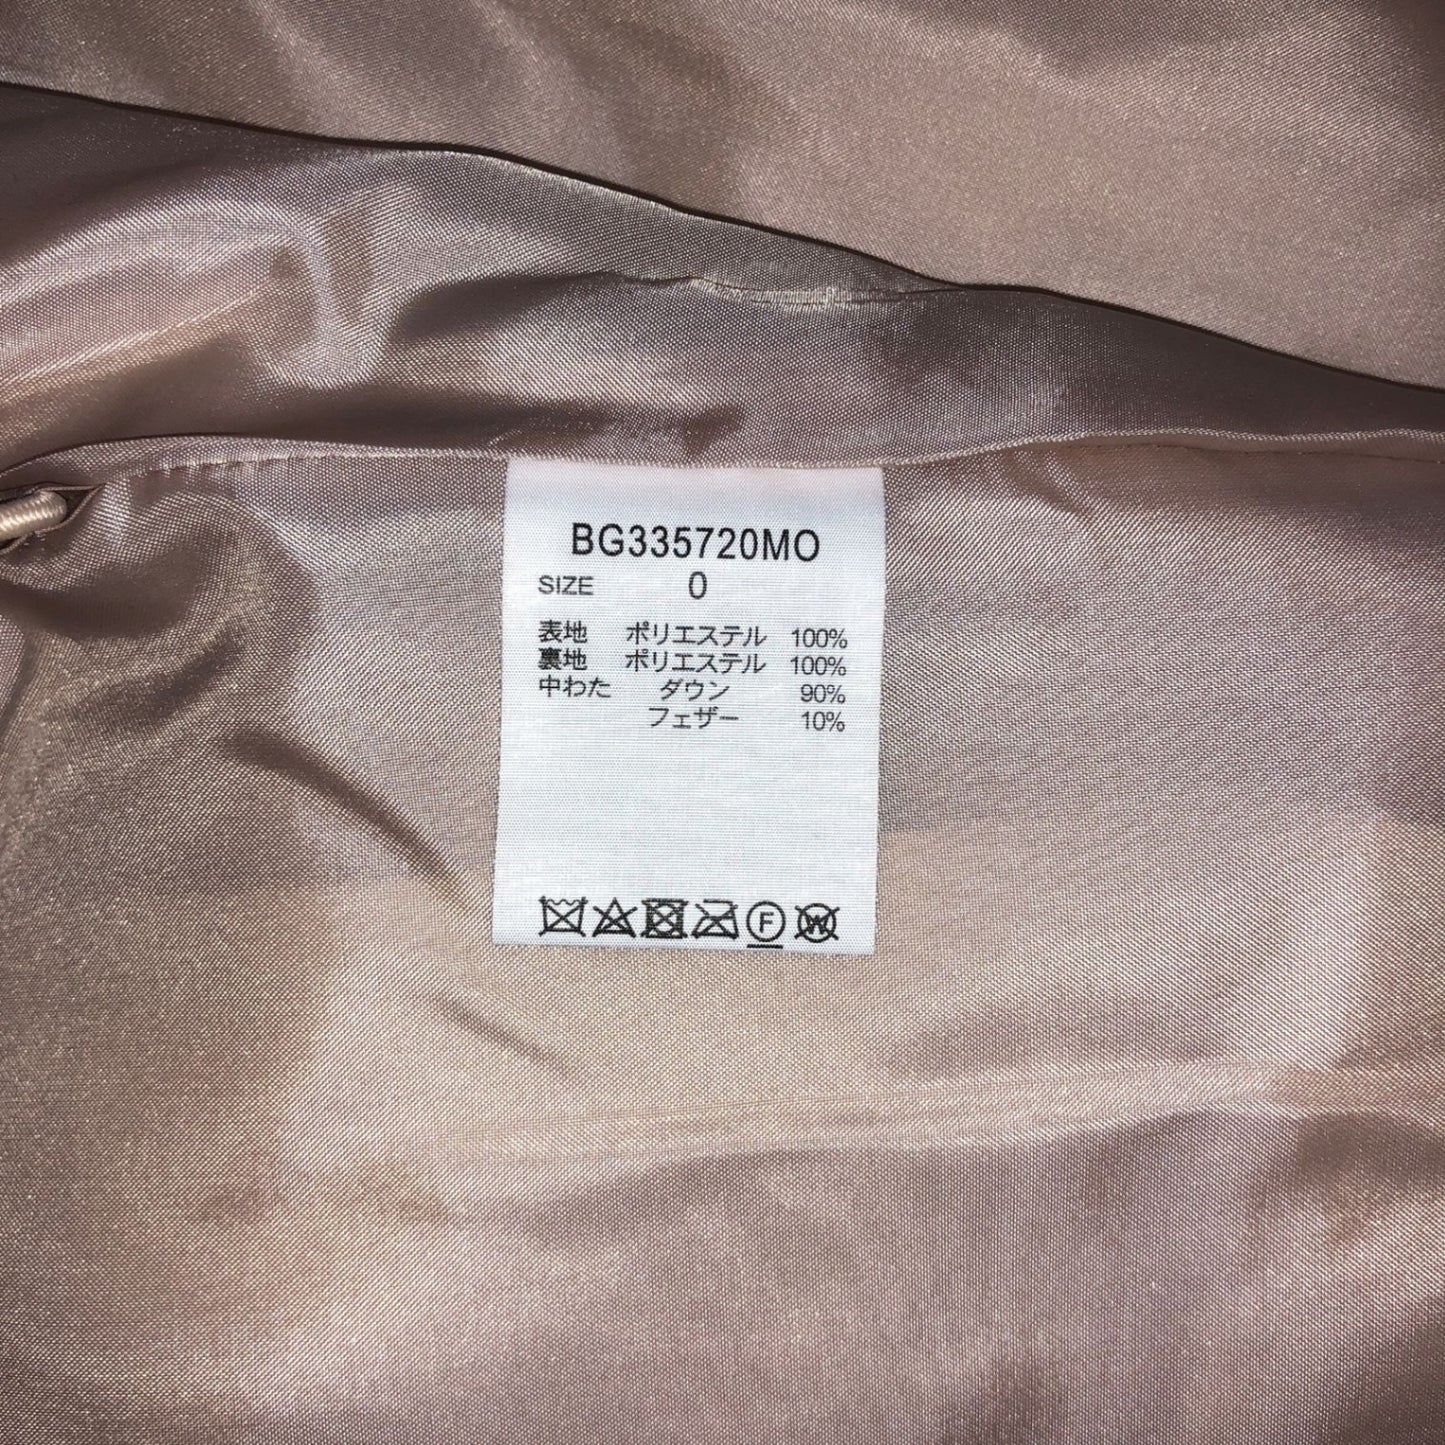 BG335720MO
SIZE 0
表地 ポリエステル 100%
裏地 ポリエステル 100%
中わた ダウン 90%
フェザー 10%
F W